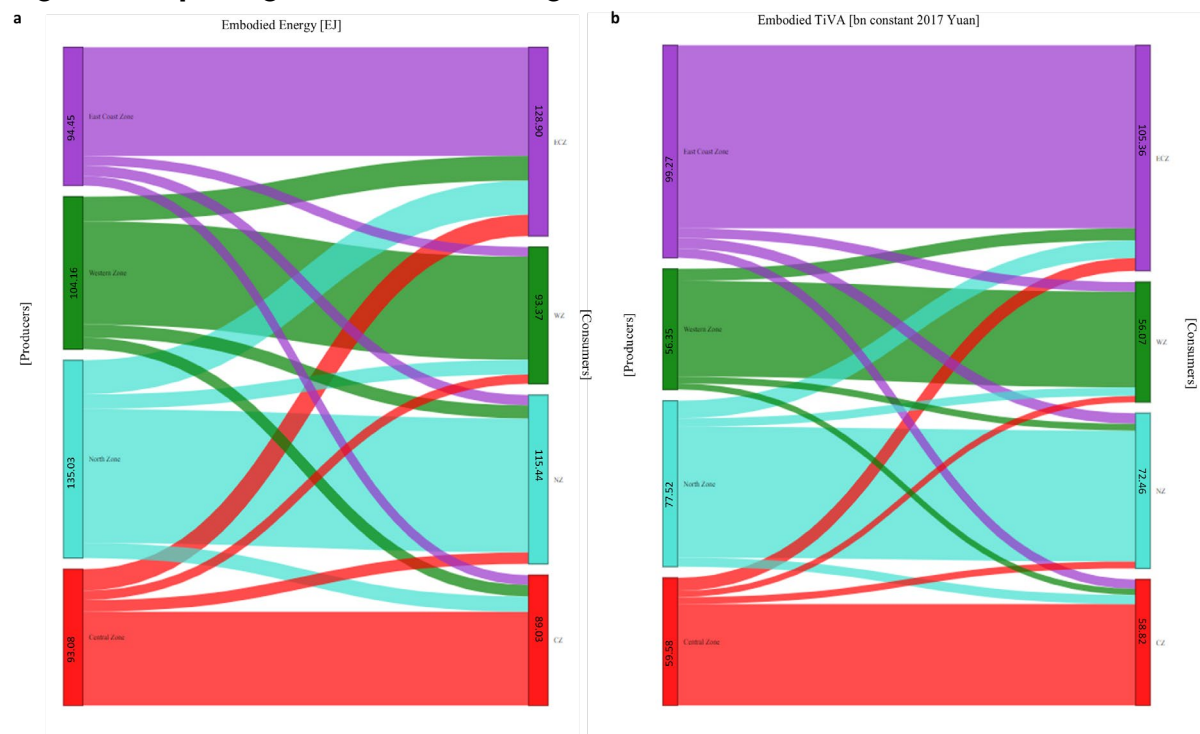 a
Embodied Energy [EJ]
94.45
East Coast Zone
128.90
ECZ
104.16
Western Zone
93.37
WZ
[Producers]
[Consumers]
135.03
North Zone
115.44
NZ
93.08
Central Zone
89.03
CZ
b
Embodied TiVA [bn constant 2017 Yuan]
99.27
East Coast Zone
105.36
ECZ
56.35
Western Zone
56.07
WZ
[Producers]
[Consumers]
77.52
North Zone
72.46
NZ
59.58
Central Zone
58.82
CZ